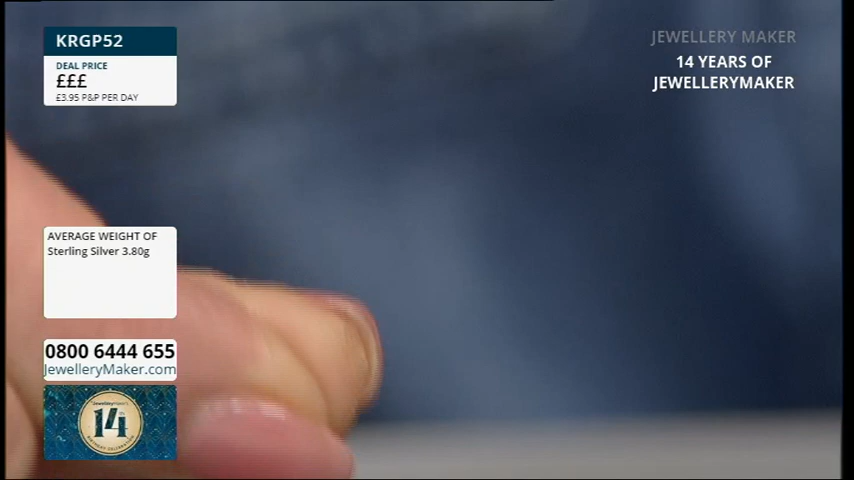 KRGP52
DEAL PRICE
£££
£3.95 P&P PER DAY
JEWELLERY MAKER
14 YEARS OF
JEWELLERYMAKER
AVERAGE WEIGHT OF
Sterling Silver 3.80g
0800 6444 655
JewelleryMaker.com
14